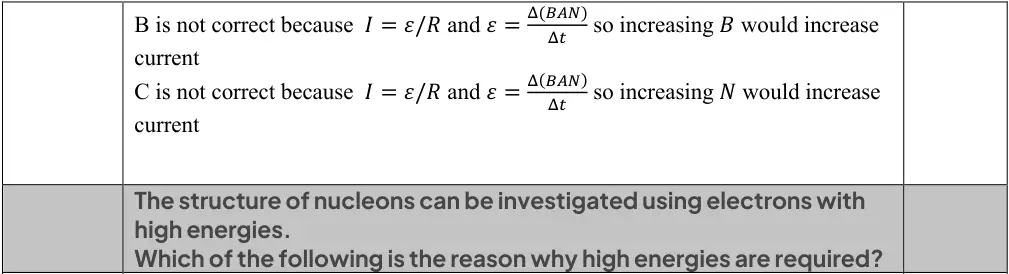 B is not correct because I = ε/R and ε = Δ(BAN)/Δt so increasing B would increase
current
C is not correct because I = ε/R and ε = Δ(BAN)/Δt so increasing N would increase
current
The structure of nucleons can be investigated using electrons with
high energies.
Which of the following is the reason why high energies are required?